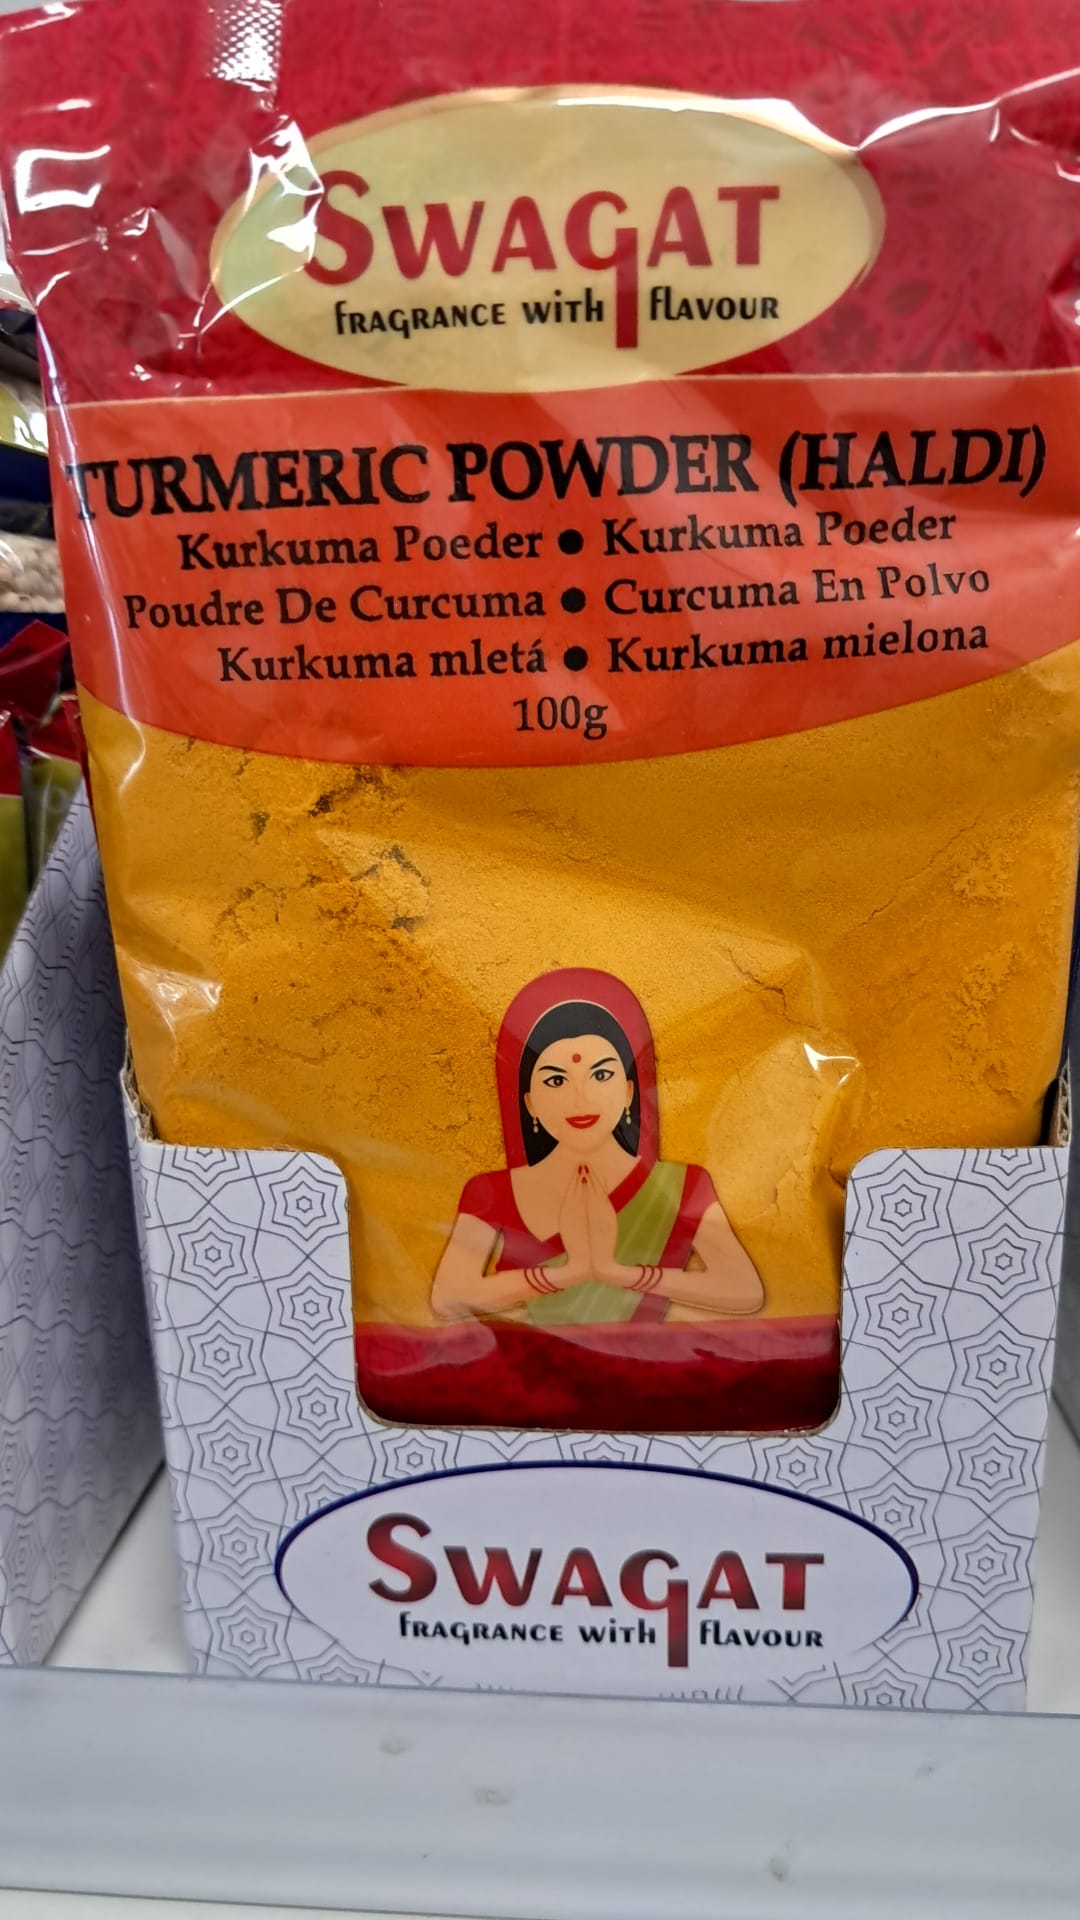 SWAGAT
FRAGRANCE WITH FLAVOUR
TURMERIC POWDER (HALDI)
Kurkuma Poeder • Kurkuma Poeder
Poudre De Curcuma • Curcuma En Polvo
Kurkuma mletá • Kurkuma mielona
100g
SWAGAT
FRAGRANCE WITH FLAVOUR